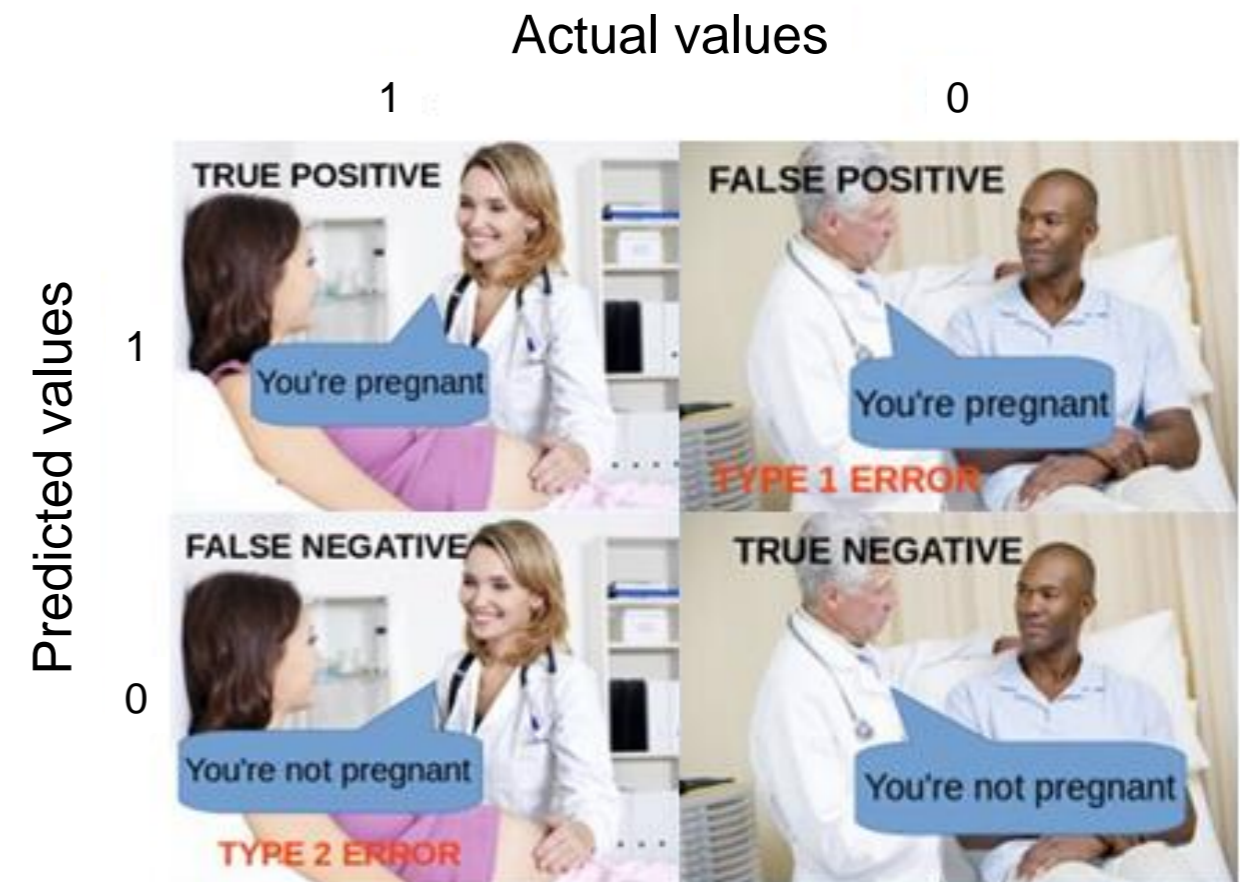 Actual values
1
0
Predicted values
1
TRUE POSITIVE
You're pregnant
FALSE POSITIVE
You're pregnant
TYPE 1 ERROR
0
FALSE NEGATIVE
You're not pregnant
TYPE 2 ERROR
TRUE NEGATIVE
You're not pregnant